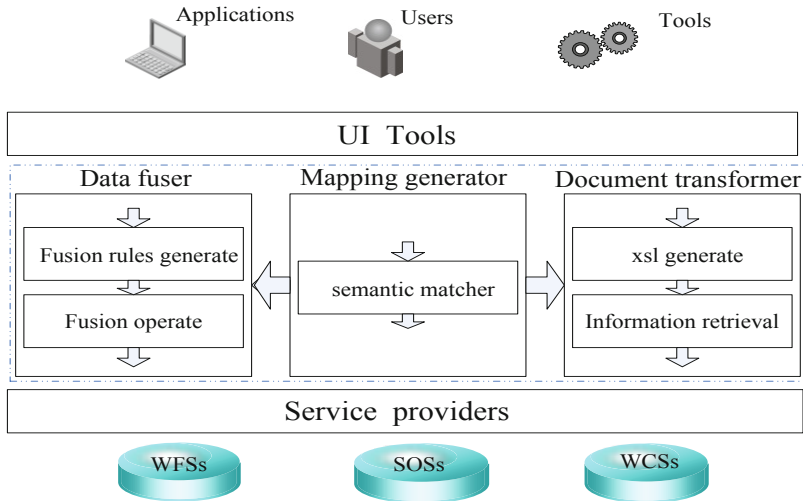 Applications
Users
Tools
UI Tools
Data fuser
Mapping generator
Document transformer
Fusion rules generate
semantic matcher
xsl generate
Fusion operate
Information retrieval
Service providers
WFSs
SOSs
WCSs